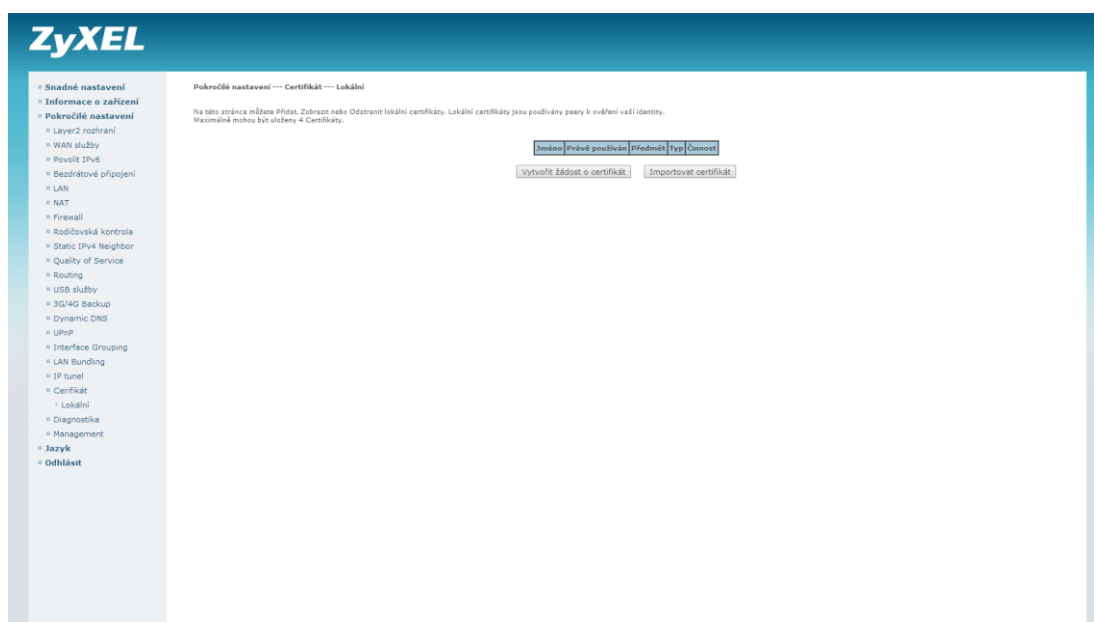 ZyXEL
Snadné nastavení
Informace o zařízení
Pokročilé nastavení
Layer2 rozhraní
WAN služby
Povolit IPv6
Bezdrátové připojení
LAN
NAT
Firewall
Rodičovská kontrola
Static IPv4 Neighbor
Quality of Service
Routing
USB služby
3G/4G Backup
Dynamic DNS
UPnP
Interface Grouping
LAN Bundling
IP tunel
Cerifikát
Lokální
Diagnostika
Management
Jazyk
Odhlásit
Pokročilé nastavení --- Certifikát --- Lokální
Na této stránce můžete Přidat, Zobrazit nebo Odstranit lokální certifikáty. Lokální certifikáty jsou používány peery k ověření vaší identity.
Maximálně mohou být uloženy 4 Certifikáty.
Jméno Právě používán Předmět Typ Činnost
Vytvořit žádost o certifikát Importovat certifikát